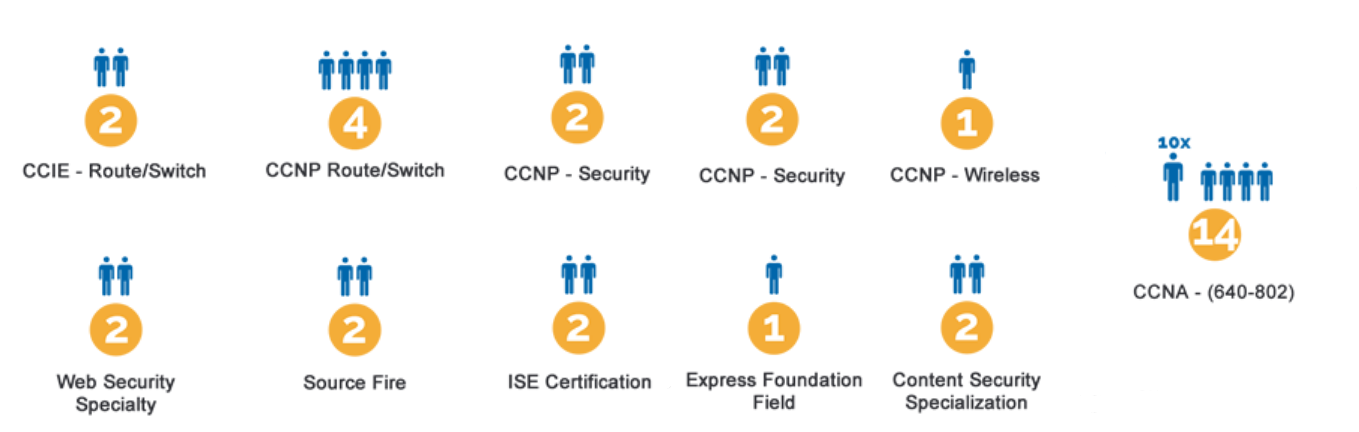 2
CCIE - Route/Switch
4
CCNP Route/Switch
2
CCNP - Security
2
CCNP - Security
1
CCNP - Wireless
2
Web Security
Specialty
2
Source Fire
2
ISE Certification
1
Express Foundation
Field
2
Content Security
Specialization
10x
14
CCNA - (640-802)